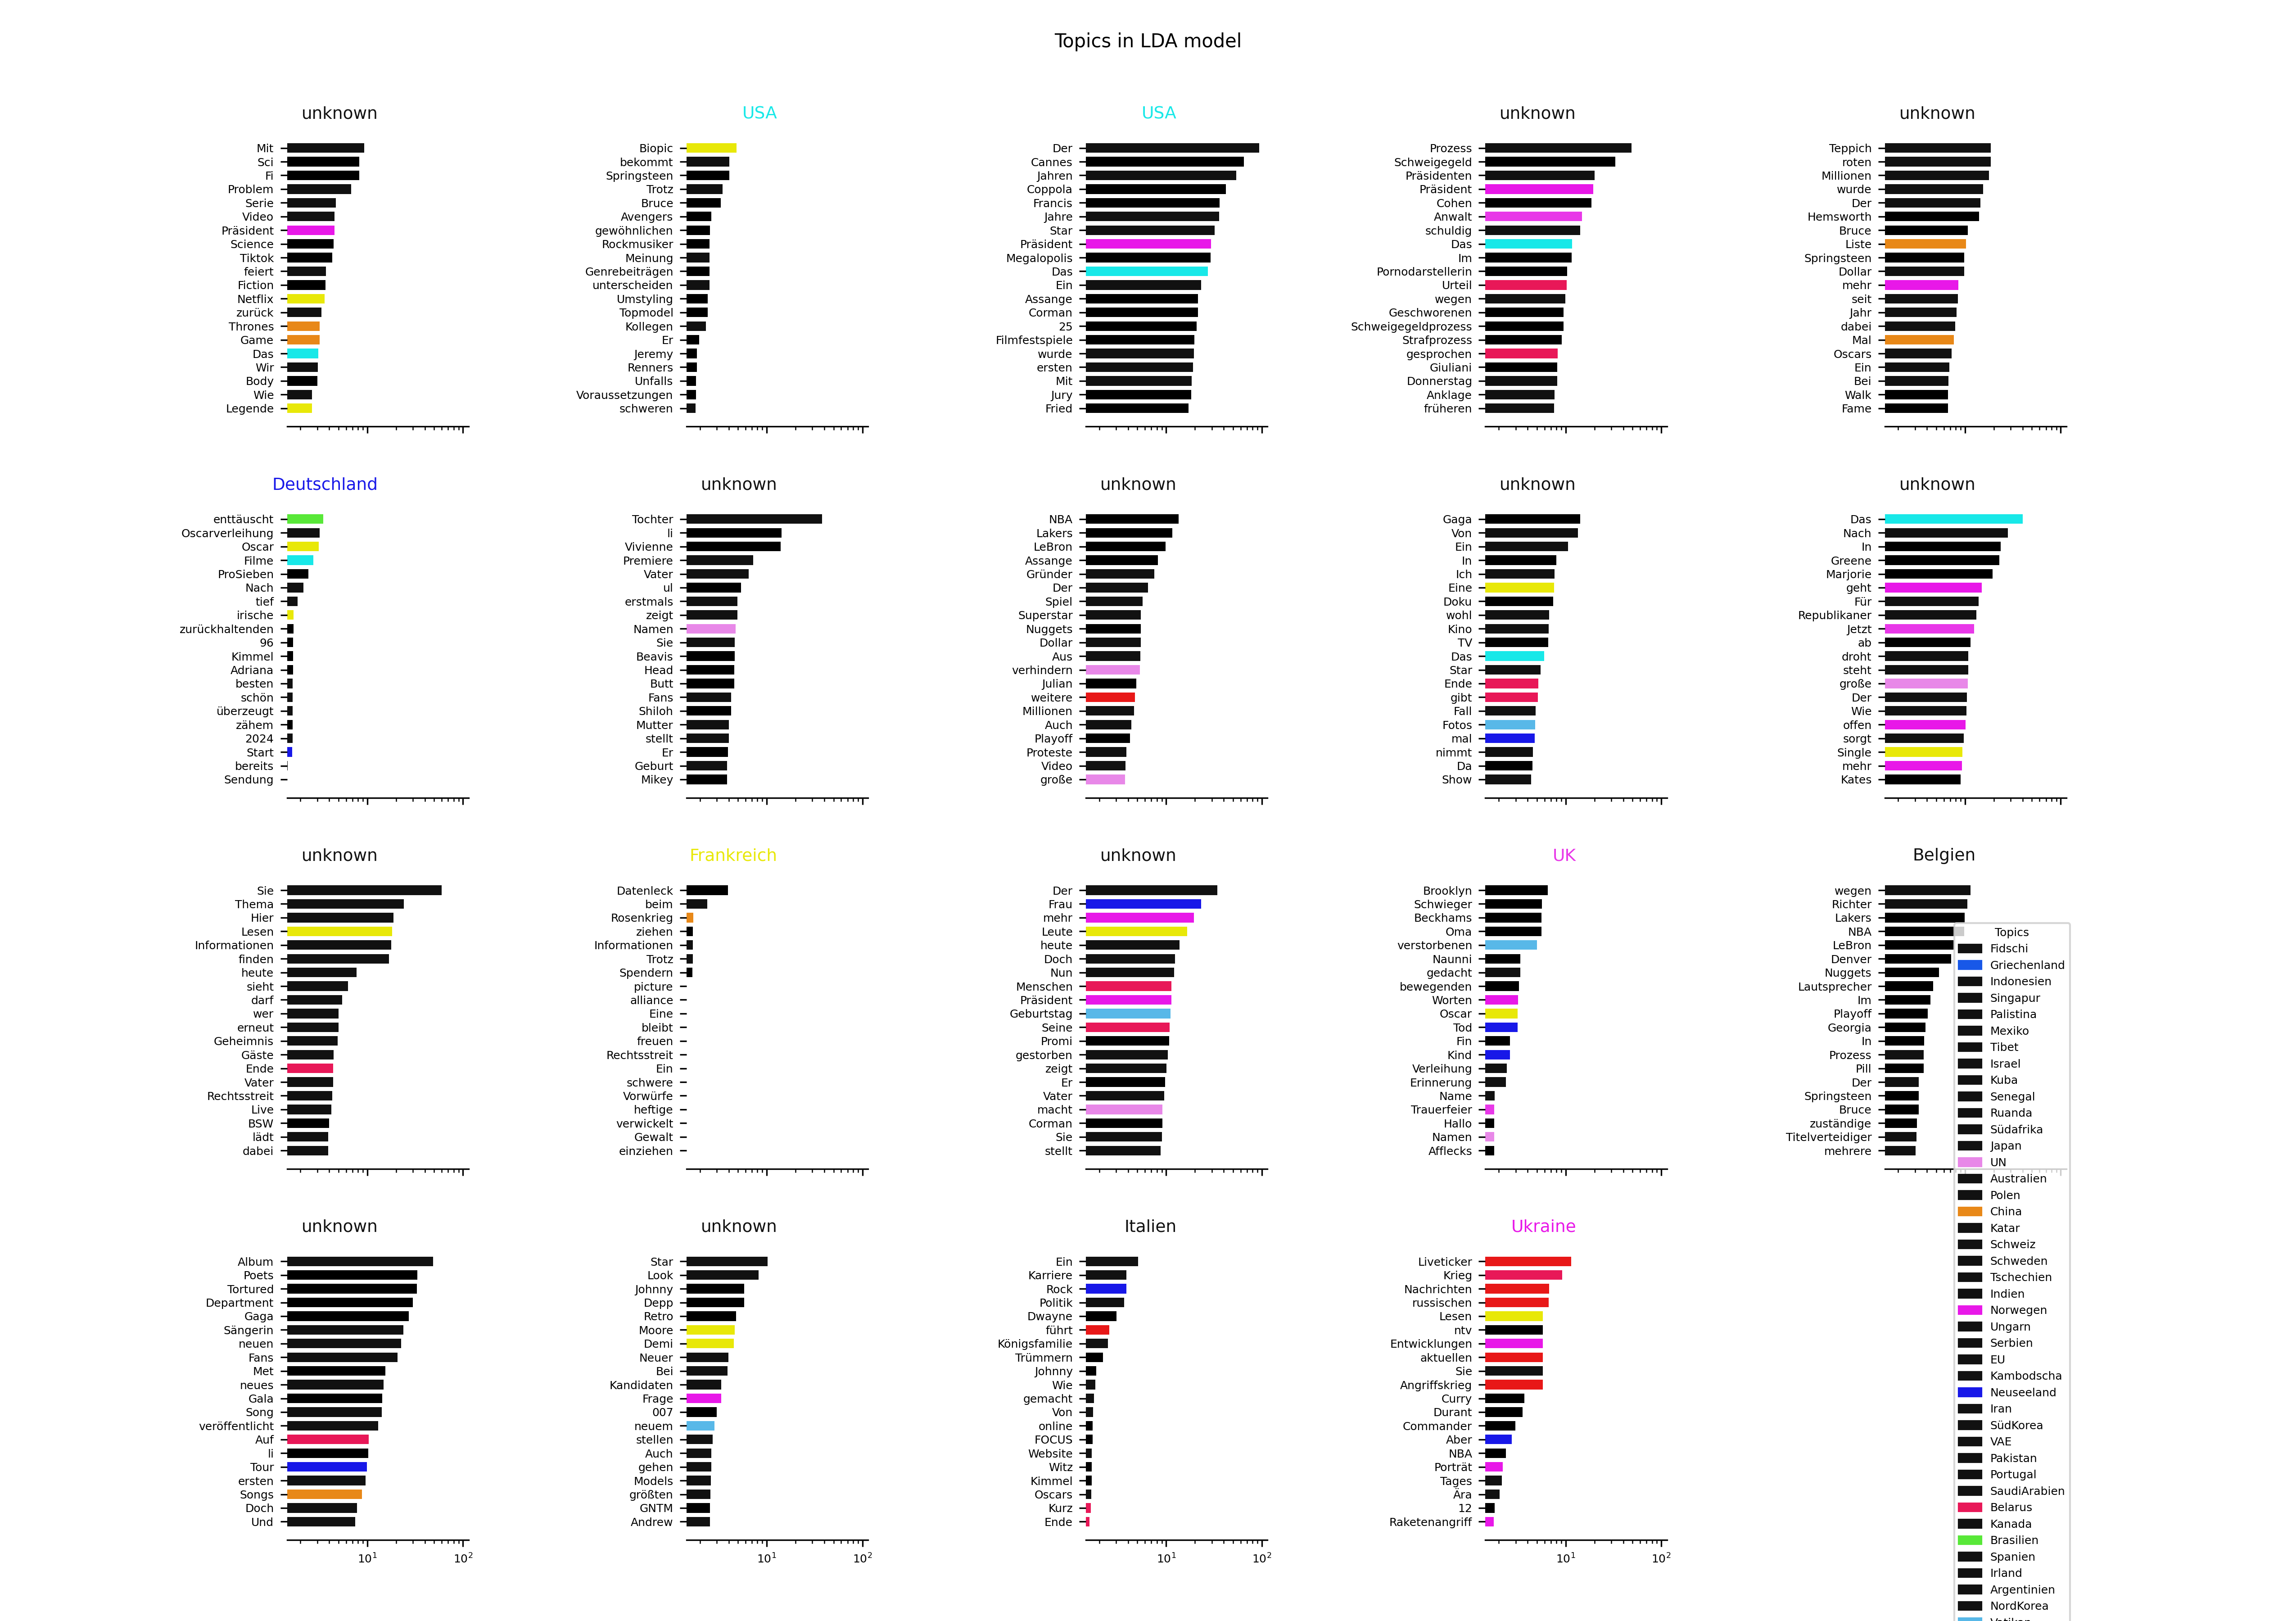 Topics in LDA model
unknown
Mit
Sci
Fi
Problem
Serie
Video
Präsident
Science
Tiktok
feiert
Fiction
Netflix
zurück
Thrones
Game
Das
Wir
Body
Wie
Legende
USA
Biopic
bekommt
Springsteen
Trotz
Bruce
Avengers
gewöhnlichen
Rockmusiker
Meinung
Genrebeiträgen
unterscheiden
Umstyling
Topmodel
Kollegen
Er
Jeremy
Renners
Unfalls
Voraussetzungen
schweren
USA
Der
Cannes
Jahren
Coppola
Francis
Jahre
Star
Präsident
Megalopolis
Das
Ein
Assange
Corman
25
Filmfestspiele
wurde
ersten
Mit
Jury
Fried
unknown
Prozess
Schweigegeld
Präsidenten
Präsident
Cohen
Anwalt
schuldig
Das
Im
Pornodarstellerin
Urteil
wegen
Geschworenen
Schweigegeldprozess
Strafprozess
gesprochen
Giuliani
Donnerstag
Anklage
früheren
unknown
Teppich
roten
Millionen
wurde
Der
Hemsworth
Bruce
Liste
Springsteen
Dollar
mehr
seit
Jahr
dabei
Mal
Oscars
Ein
Bei
Walk
Fame
Deutschland
enttäuscht
Oscarverleihung
Oscar
Filme
ProSieben
Nach
tief
irische
zurückhaltenden
96
Kimmel
Adriana
besten
schön
überzeugt
zähem
2024
Start
bereits
Sendung
unknown
Tochter
li
Vivienne
Premiere
Vater
ul
erstmals
zeigt
Namen
Sie
Beavis
Head
Butt
Fans
Shiloh
Mutter
stellt
Er
Geburt
Mikey
unknown
NBA
Lakers
LeBron
Assange
Gründer
Der
Spiel
Superstar
Nuggets
Dollar
Aus
verhindern
Julian
weitere
Millionen
Auch
Playoff
Proteste
Video
große
unknown
Gaga
Von
Ein
In
Ich
Eine
Doku
wohl
Kino
TV
Das
Star
Ende
gibt
Fall
Fotos
mal
nimmt
Da
Show
unknown
Das
Nach
In
Greene
Marjorie
geht
Für
Republikaner
Jetzt
ab
droht
steht
große
Der
Wie
offen
sorgt
Single
mehr
Kates
unknown
Sie
Thema
Hier
Lesen
Informationen
finden
heute
sieht
darf
wer
erneut
Geheimnis
Gäste
Ende
Vater
Rechtsstreit
Live
BSW
lädt
dabei
Frankreich
Datenleck
beim
Rosenkrieg
ziehen
Informationen
Trotz
Spendern
picture
alliance
Eine
bleibt
freuen
Rechtsstreit
Ein
schwere
Vorwürfe
heftige
verwickelt
Gewalt
einziehen
unknown
Der
Frau
mehr
Leute
heute
Doch
Nun
Menschen
Präsident
Geburtstag
Seine
Promi
gestorben
zeigt
Er
Vater
macht
Corman
Sie
stellt
UK
Brooklyn
Schwieger
Beckhams
Oma
verstorbenen
Naunni
gedacht
bewegenden
Worten
Oscar
Tod
Fin
Kind
Verleihung
Erinnerung
Name
Trauerfeier
Hallo
Namen
Afflecks
Belgien
wegen
Richter
Lakers
NBA
LeBron
Denver
Nuggets
Lautsprecher
Im
Playoff
Georgia
In
Prozess
Pill
Der
Springsteen
Bruce
zuständige
Titelverteidiger
mehrere
unknown
Album
Poets
Tortured
Department
Gaga
Sängerin
neuen
Fans
Met
neues
Gala
Song
veröffentlicht
Auf
li
Tour
ersten
Songs
Doch
Und
10¹ 10²
unknown
Star
Look
Johnny
Depp
Retro
Moore
Demi
Neuer
Bei
Kandidaten
Frage
007
neuem
stellen
Auch
gehen
Models
größten
GNTM
Andrew
10¹ 10²
Italien
Ein
Karriere
Rock
Politik
Dwayne
führt
Königsfamilie
Trümmern
Johnny
Wie
gemacht
Von
online
FOCUS
Website
Witz
Kimmel
Oscars
Kurz
Ende
10¹ 10²
Ukraine
Liveticker
Krieg
Nachrichten
russischen
Lesen
ntv
Entwicklungen
aktuellen
Sie
Angriffskrieg
Curry
Durant
Commander
Aber
NBA
Porträt
Tages
Ära
12
Raketenangriff
10¹ 10²
Topics
Fidschi
Griechenland
Indonesien
Singapur
Palistina
Mexiko
Tibet
Israel
Kuba
Senegal
Ruanda
Südafrika
Japan
UN
Australien
Polen
China
Katar
Schweiz
Schweden
Tschechien
Indien
Norwegen
Ungarn
Serbien
EU
Kambodscha
Neuseeland
Iran
SüdKorea
VAE
Pakistan
Portugal
SaudiArabien
Belarus
Kanada
Brasilien
Spanien
Irland
Argentinien
NordKorea